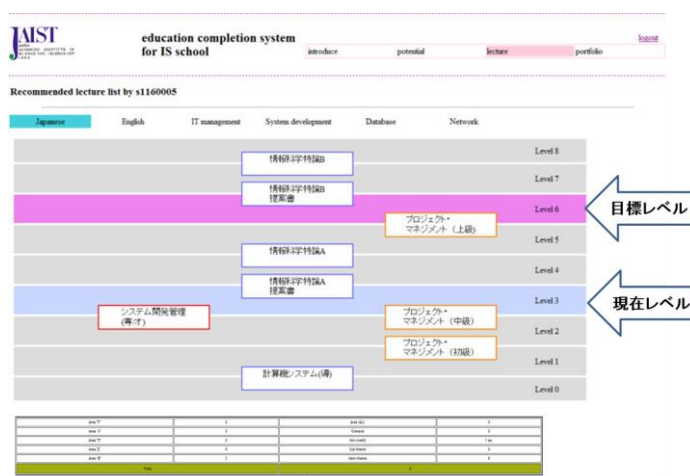 JAIST
education completion system
for IS school
logout
introduce potential lecture portfolio
Recommended lecture list by s1160005
Japanese English IT management System development Database Network
Level 8
情報科学特論B
Level 7
情報科学特論B
提案書
Level 6
目標レベル
プロジェクト・
マネジメント（上級)
Level 5
情報科学特論A
Level 4
情報科学特論A
提案書
Level 3
現在レベル
システム開発管理
(専/オ)
プロジェクト・
マネジメント（中級）
Level 2
プロジェクト・
マネジメント（初級）
Level 1
計算機システム(導)
Level 0